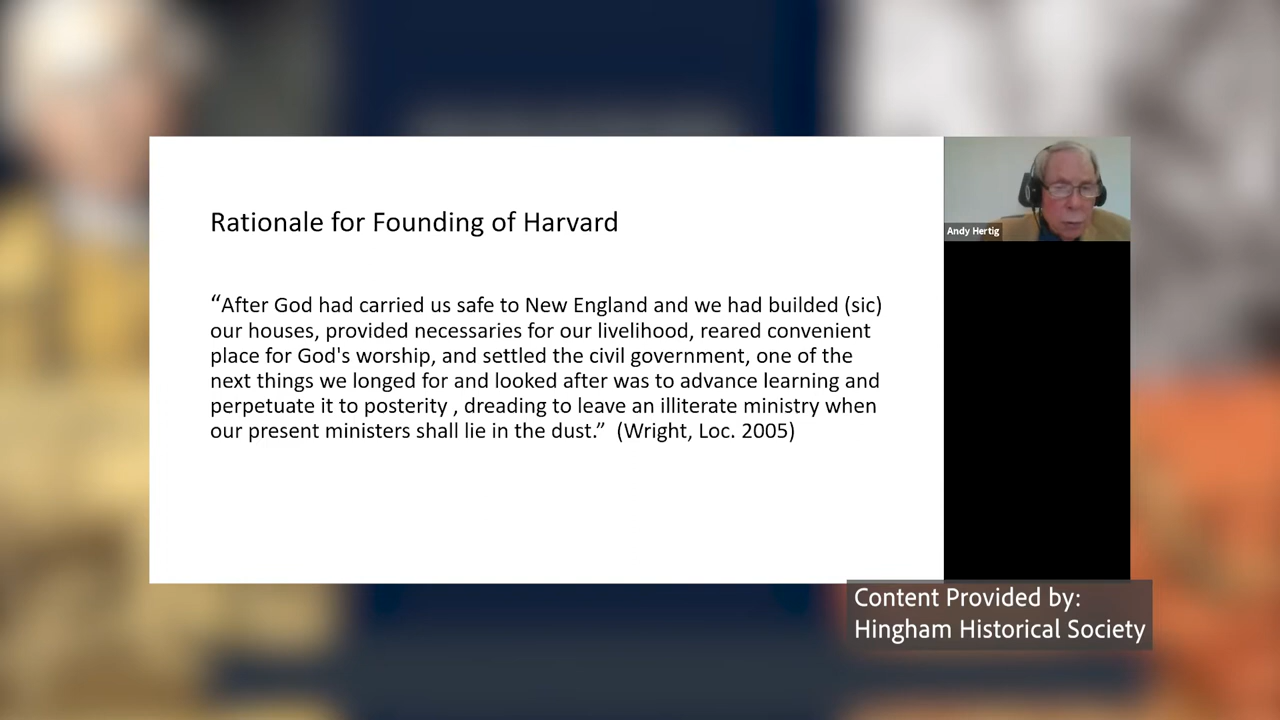 Rationale for Founding of Harvard
“After God had carried us safe to New England and we had builded (sic)
our houses, provided necessaries for our livelihood, reared convenient
place for God's worship, and settled the civil government, one of the
next things we longed for and looked after was to advance learning and
perpetuate it to posterity , dreading to leave an illiterate ministry when
our present ministers shall lie in the dust.”  (Wright, Loc. 2005)
Andy Hertig
Content Provided by:
Hingham Historical Society